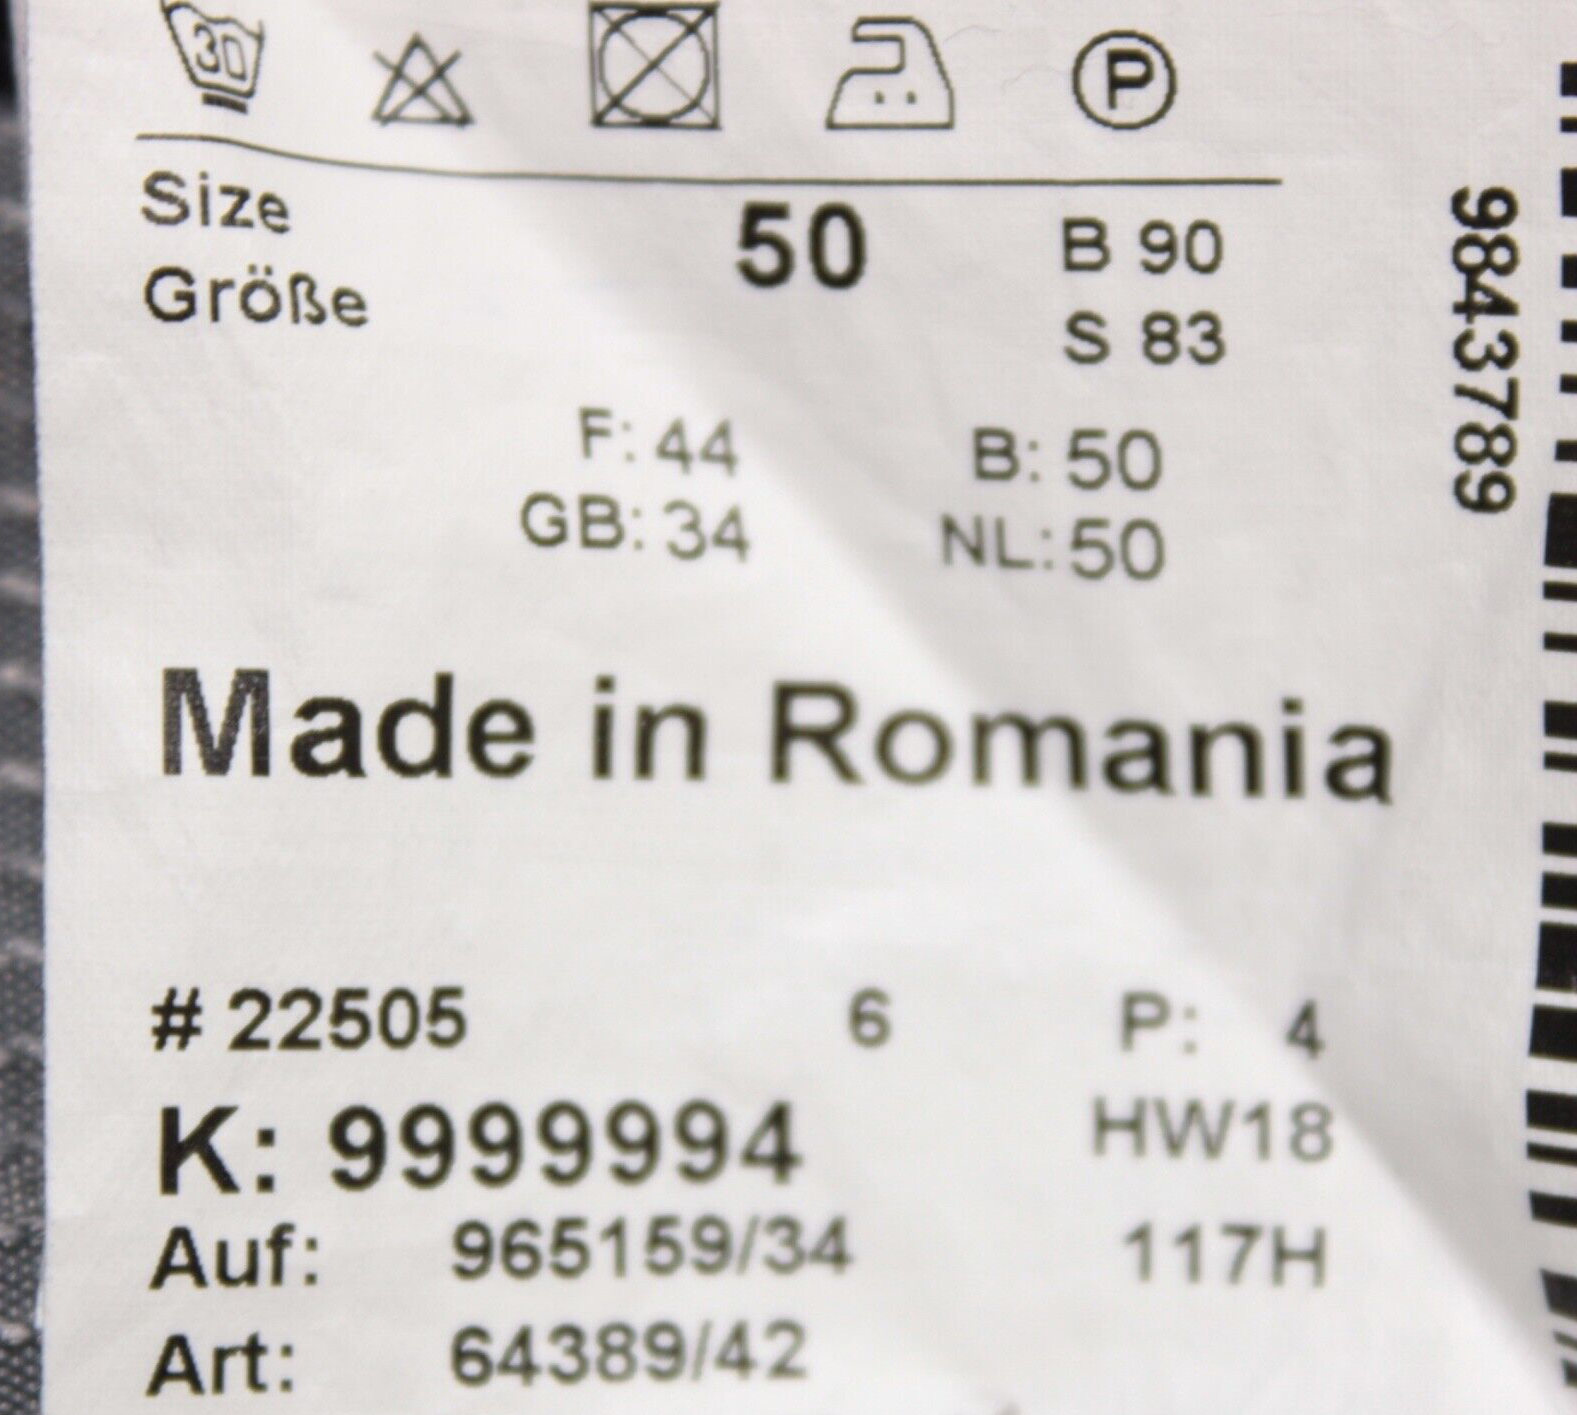 30
P
Size 50 B 90
Größe S 83
F: 44 B: 50
GB: 34 NL: 50
Made in Romania
# 22505 6 P: 4
K: 9999994 HW18
Auf: 965159/34 117H
Art: 64389/42
9843789